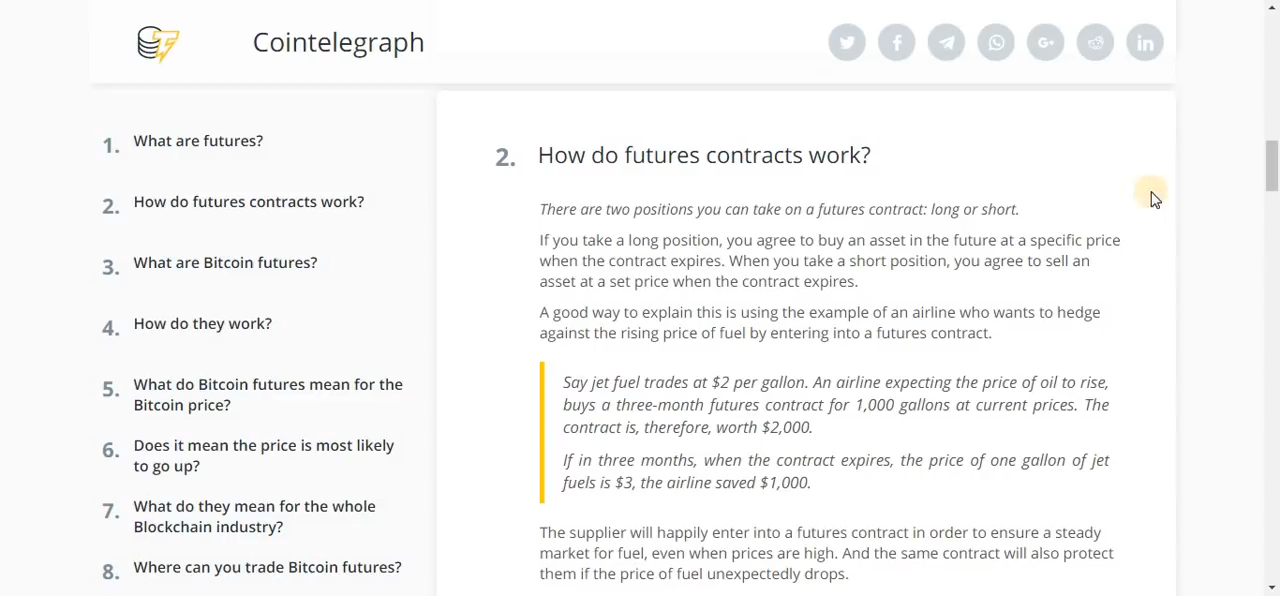 Cointelegraph
1. What are futures?
2. How do futures contracts work?
3. What are Bitcoin futures?
4. How do they work?
5. What do Bitcoin futures mean for the
Bitcoin price?
6. Does it mean the price is most likely
to go up?
7. What do they mean for the whole
Blockchain industry?
8. Where can you trade Bitcoin futures?
2. How do futures contracts work?
There are two positions you can take on a futures contract: long or short.
If you take a long position, you agree to buy an asset in the future at a specific price
when the contract expires. When you take a short position, you agree to sell an
asset at a set price when the contract expires.
A good way to explain this is using the example of an airline who wants to hedge
against the rising price of fuel by entering into a futures contract.
Say jet fuel trades at $2 per gallon. An airline expecting the price of oil to rise,
buys a three-month futures contract for 1,000 gallons at current prices. The
contract is, therefore, worth $2,000.
If in three months, when the contract expires, the price of one gallon of jet
fuels is $3, the airline saved $1,000.
The supplier will happily enter into a futures contract in order to ensure a steady
market for fuel, even when prices are high. And the same contract will also protect
them if the price of fuel unexpectedly drops.